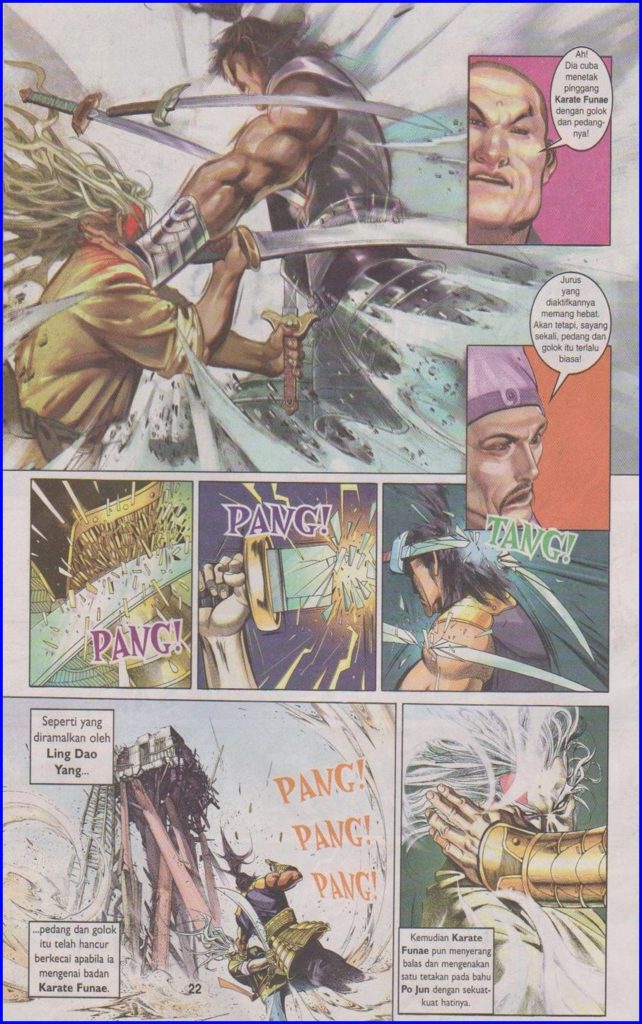 Ah!
Dia cuba
menetak
pinggang
Karate Funae
dengan golok
dan pedang-
nya!
Jurus
yang
diaktifkannya
memang hebat.
Akan tetapi, sayang
sekali, pedang dan
golok itu terlalu
biasa!
PANG!
PANG!
TANG!
Seperti yang
diramalkan oleh
Ling Dao
Yang...
PANG!
PANG!
PANG!
...pedang dan golok
itu telah hancur
berkecai apabila ia
mengenai badan
Karate Funae.
Kemudian Karate
Funae pun menyerang
balas dan mengenakan
satu tetakan pada bahu
Po Jun dengan sekuat-
kuat hatinya.
22